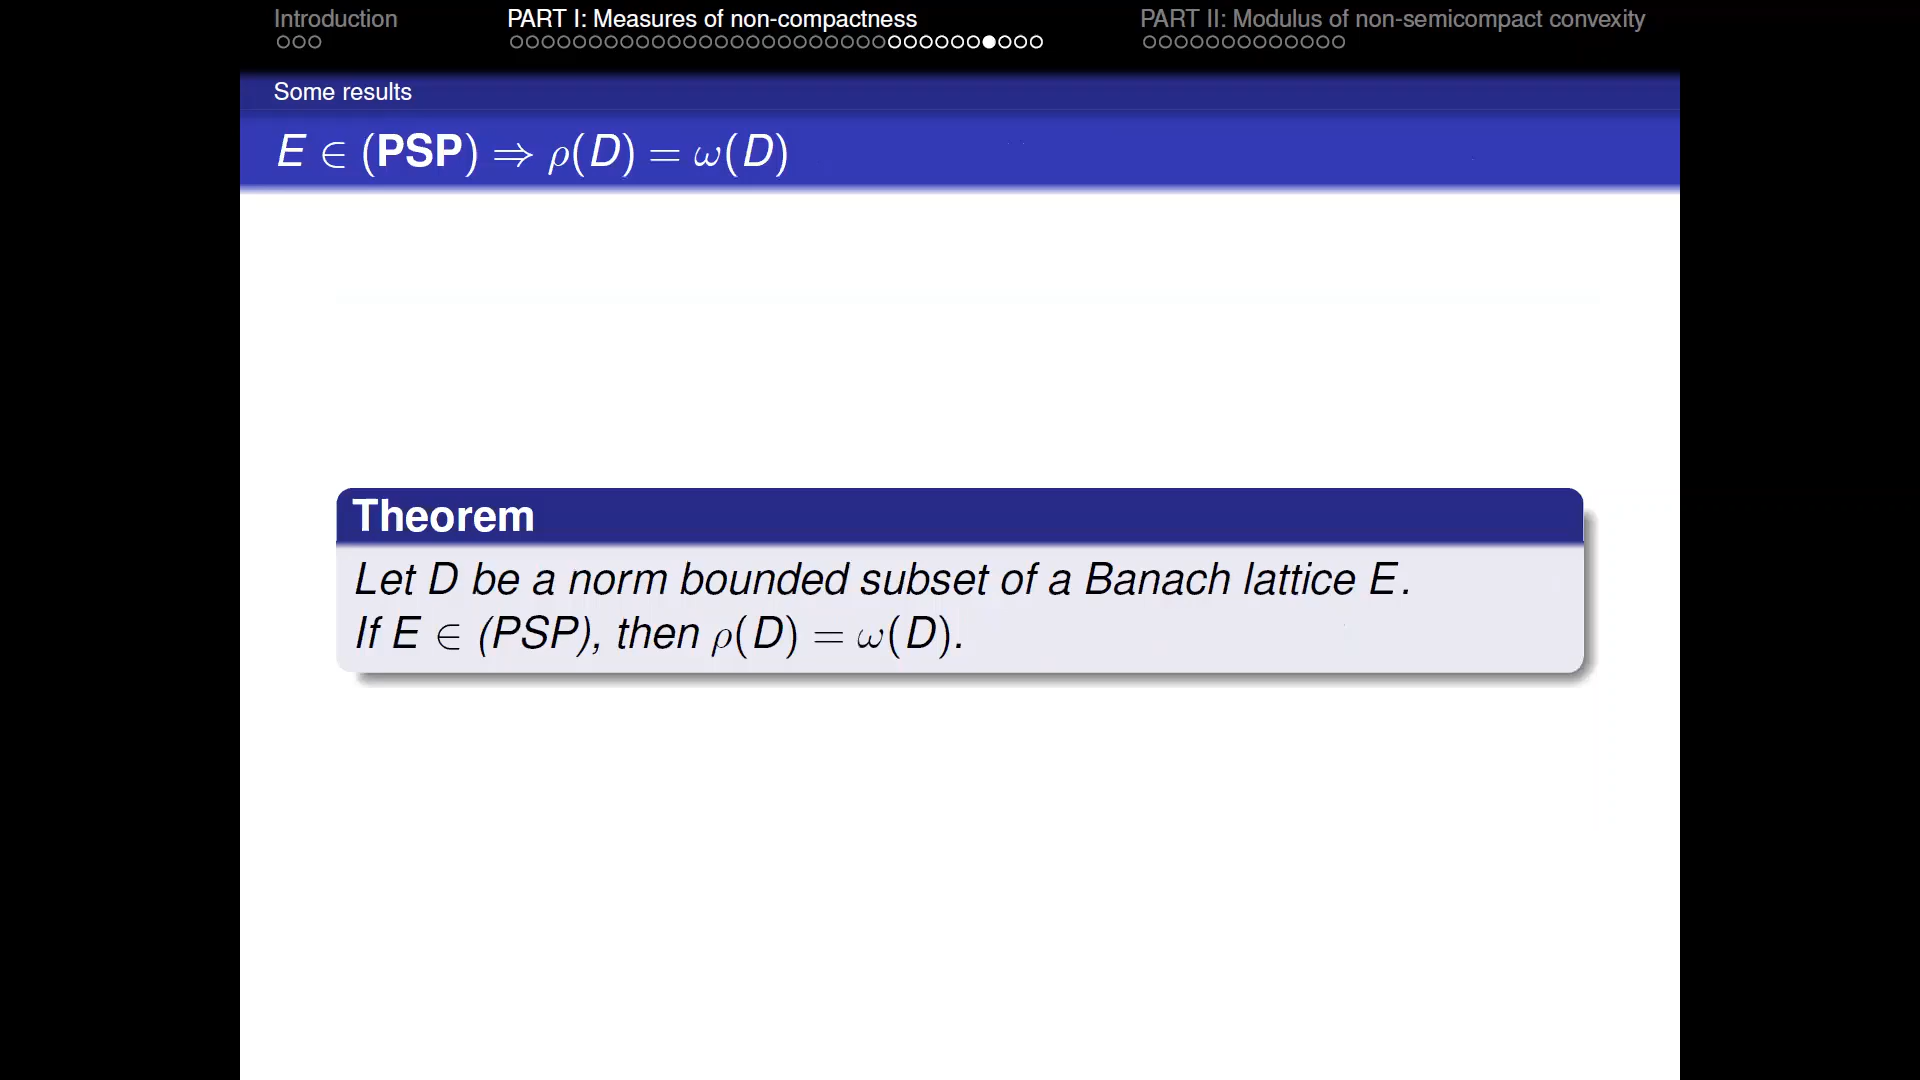 Introduction
PART I: Measures of non-compactness
PART II: Modulus of non-semicompact convexity
Some results
E ∈ (PSP) ⇒ ρ(D) = ω(D)
Theorem
Let D be a norm bounded subset of a Banach lattice E.
If E ∈ (PSP), then ρ(D) = ω(D).